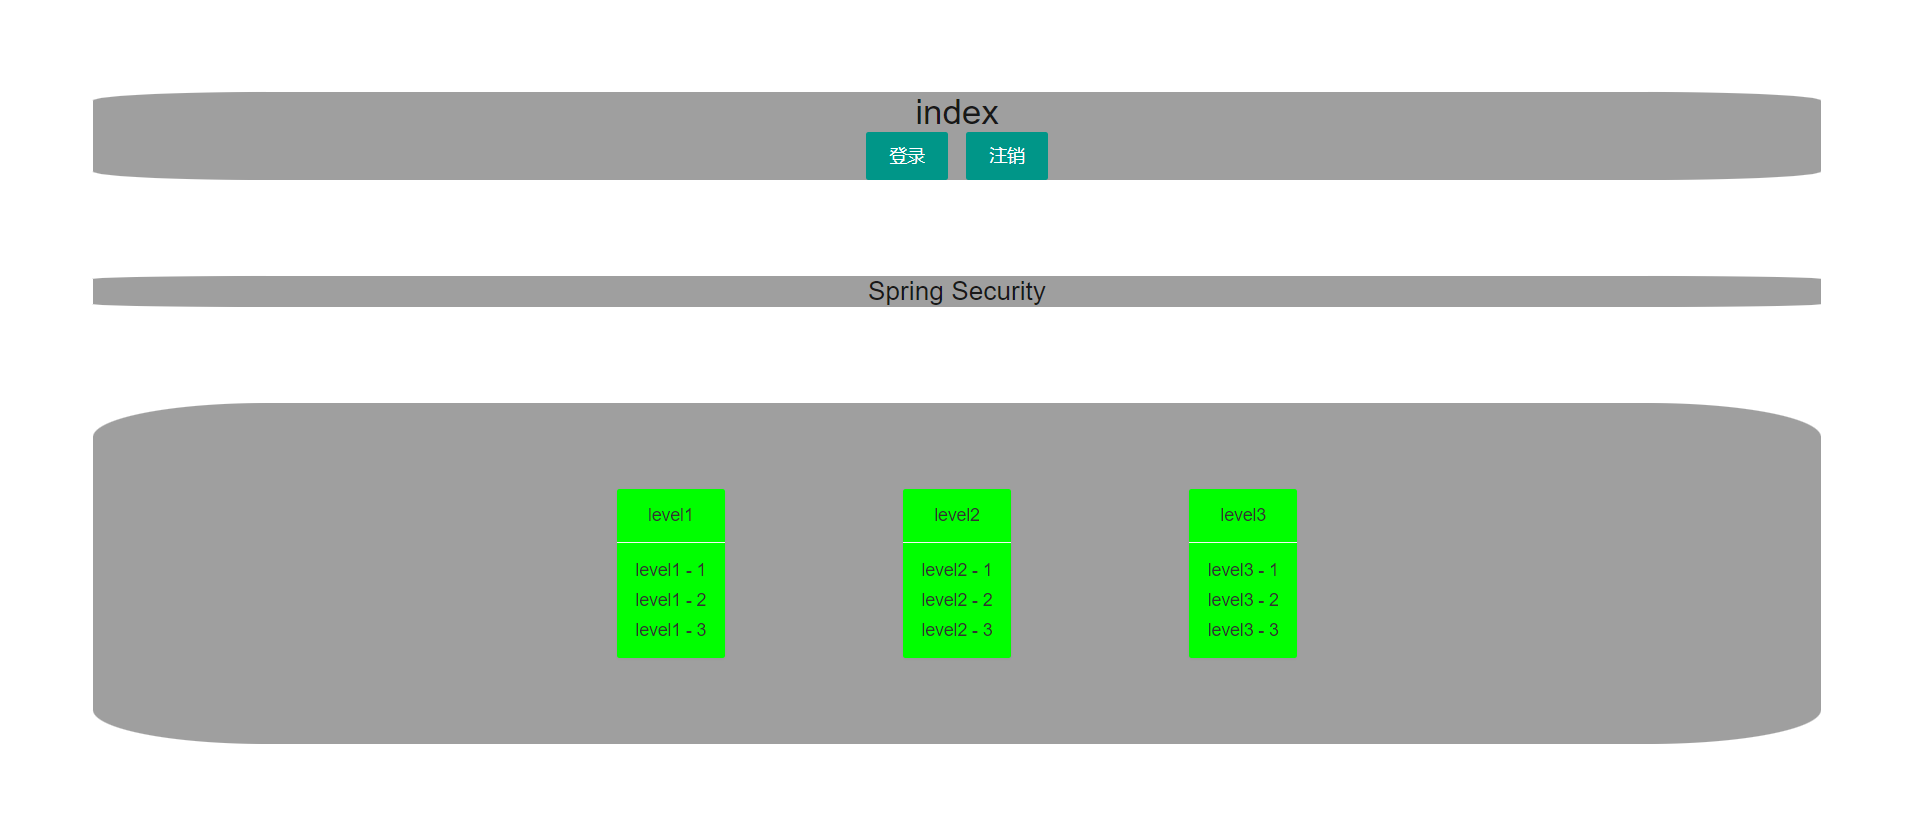 index
登录 注销
Spring Security
level1
level1 - 1
level1 - 2
level1 - 3
level2
level2 - 1
level2 - 2
level2 - 3
level3
level3 - 1
level3 - 2
level3 - 3